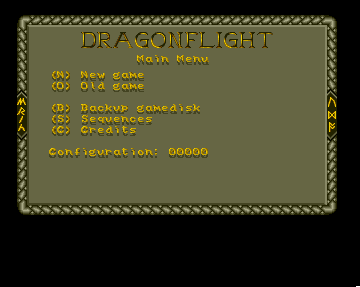 DRAGONFLIGHT
Main Menu
(N) New game
(O) Old game
(B) Backup gamedisk
(S) Sequences
(C) Credits
Configuration: 00000